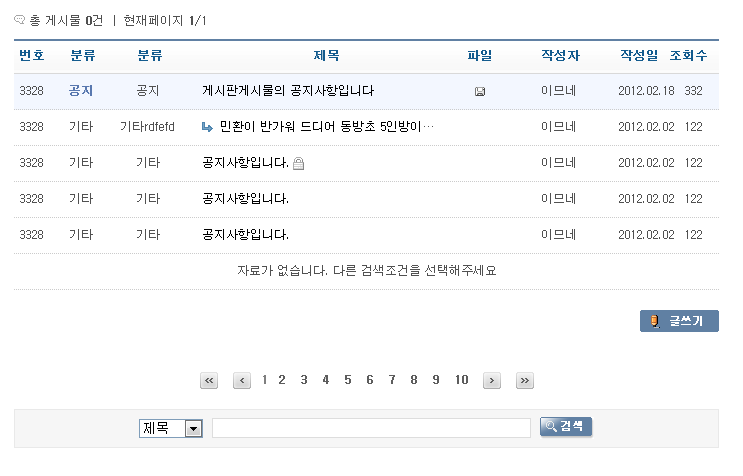 총 게시물 0건 | 현재페이지 1/1
번호 분류 분류 제목 파일 작성자 작성일 조회수
3328 공지 공지 게시판게시물의 공지사항입니다 이므네 2012.02.18 332
3328 기타 기타rdfefd 민환이 반가워 드디어 동방초 5인방이… 이므네 2012.02.02 122
3328 기타 기타 공지사항입니다. 이므네 2012.02.02 122
3328 기타 기타 공지사항입니다. 이므네 2012.02.02 122
3328 기타 기타 공지사항입니다. 이므네 2012.02.02 122
자료가 없습니다. 다른 검색조건을 선택해주세요
글쓰기
« ‹ 1 2 3 4 5 6 7 8 9 10 › »
제목 검색